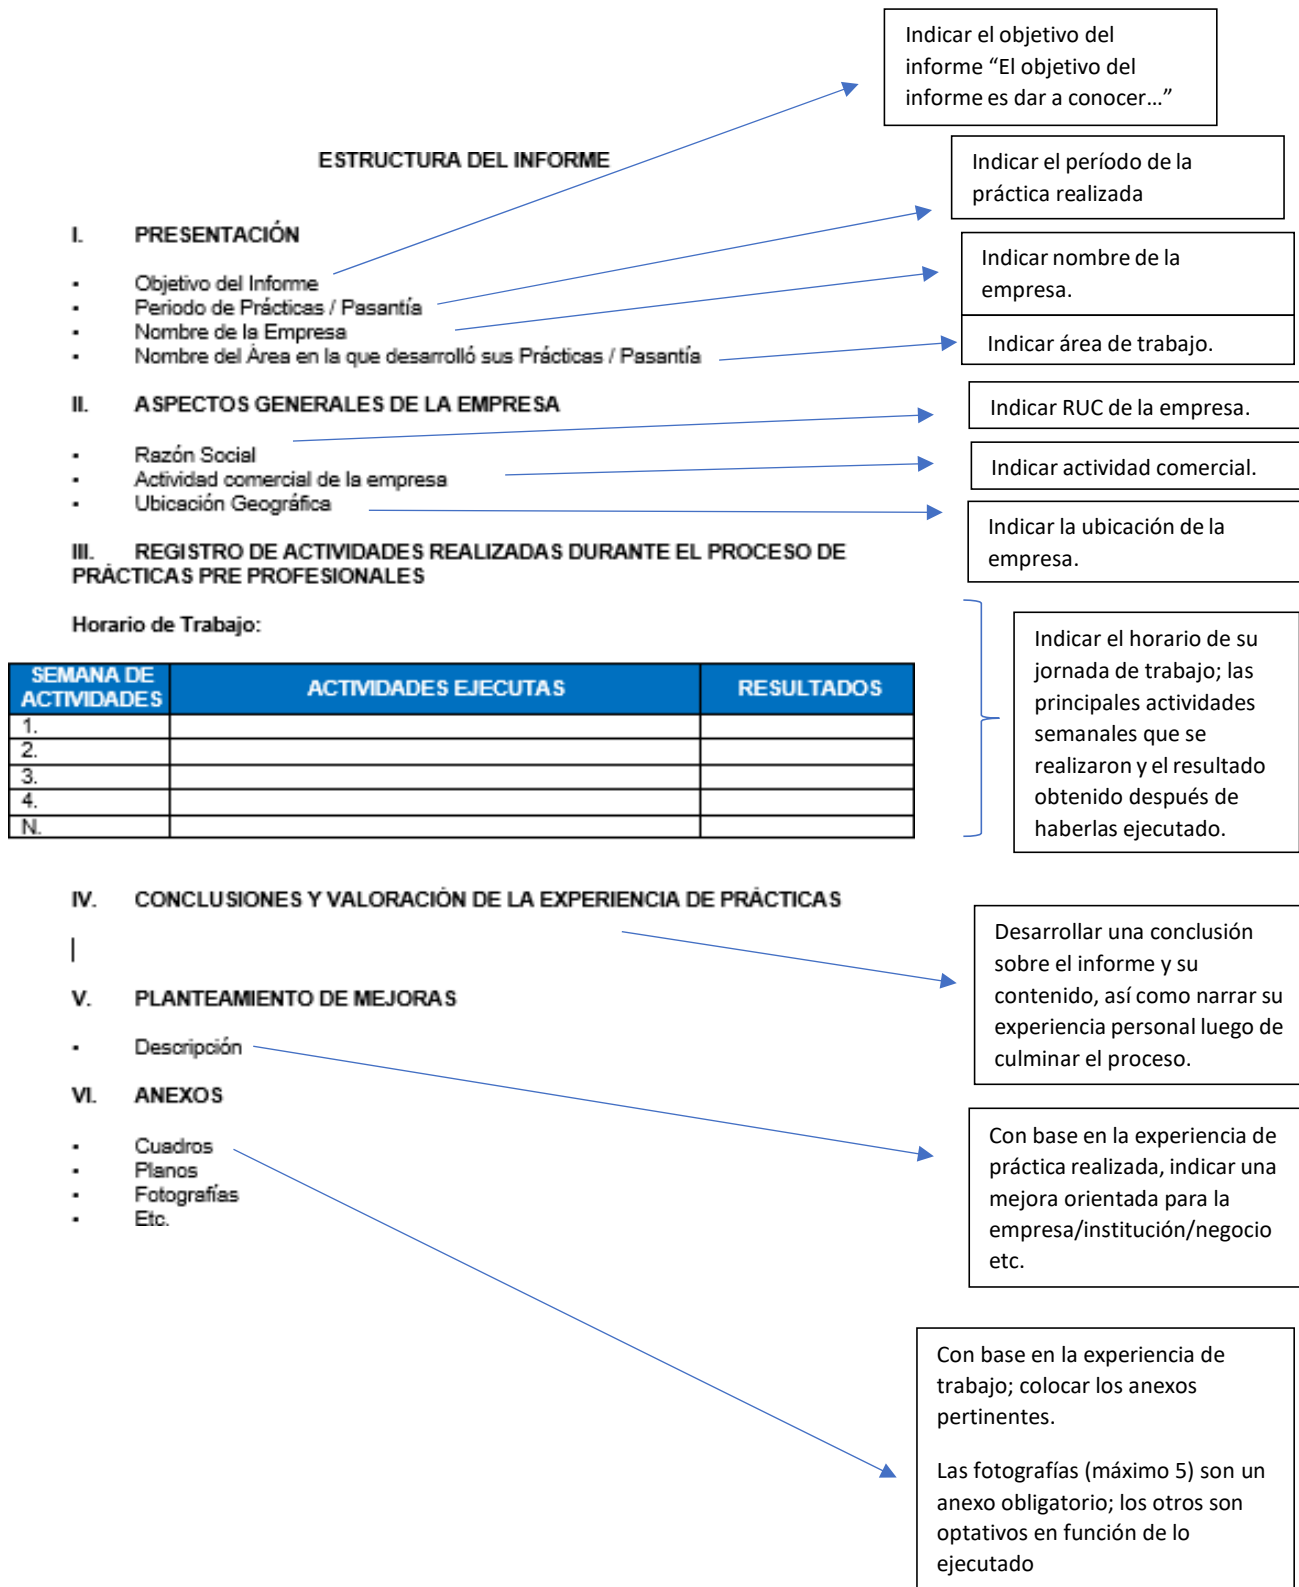 Indicar el objetivo del
informe “El objetivo del
informe es dar a conocer…”
ESTRUCTURA DEL INFORME
Indicar el período de la
práctica realizada
I. PRESENTACIÓN
Indicar nombre de la
empresa.
▪ Objetivo del Informe
▪ Periodo de Prácticas / Pasantía
▪ Nombre de la Empresa
▪ Nombre del Área en la que desarrolló sus Prácticas / Pasantía
Indicar área de trabajo.
II. ASPECTOS GENERALES DE LA EMPRESA
Indicar RUC de la empresa.
▪ Razón Social
▪ Actividad comercial de la empresa
▪ Ubicación Geográfica
Indicar actividad comercial.
Indicar la ubicación de la
empresa.
III. REGISTRO DE ACTIVIDADES REALIZADAS DURANTE EL PROCESO DE
PRÁCTICAS PRE PROFESIONALES
Horario de Trabajo:
SEMANA DE
ACTIVIDADES
ACTIVIDADES EJECUTAS
RESULTADOS
1.
2.
3.
4.
N.
Indicar el horario de su
jornada de trabajo; las
principales actividades
semanales que se
realizaron y el resultado
obtenido después de
haberlas ejecutado.
IV. CONCLUSIONES Y VALORACIÓN DE LA EXPERIENCIA DE PRÁCTICAS
Desarrollar una conclusión
sobre el informe y su
contenido, así como narrar su
experiencia personal luego de
culminar el proceso.
V. PLANTEAMIENTO DE MEJORAS
▪ Descripción
Con base en la experiencia de
práctica realizada, indicar una
mejora orientada para la
empresa/institución/negocio
etc.
VI. ANEXOS
▪ Cuadros
▪ Planos
▪ Fotografías
▪ Etc.
Con base en la experiencia de
trabajo; colocar los anexos
pertinentes.
Las fotografías (máximo 5) son un
anexo obligatorio; los otros son
optativos en función de lo
ejecutado